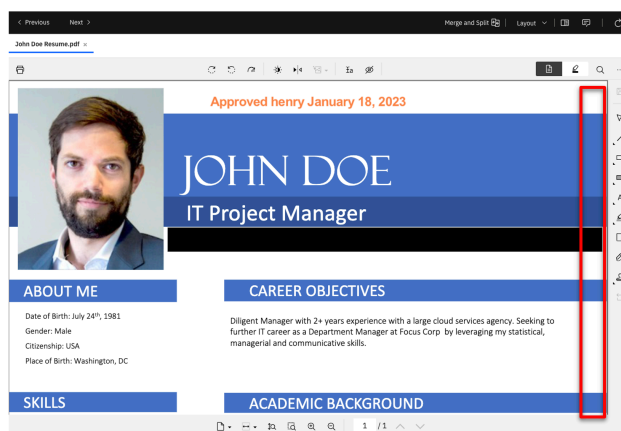 < Previous Next > Merge and Split Layout
John Doe Resume.pdf ×
Approved henry January 18, 2023
JOHN DOE
IT Project Manager
ABOUT ME
Date of Birth: July 24th, 1981
Gender: Male
Citizenship: USA
Place of Birth: Washington, DC
CAREER OBJECTIVES
Diligent Manager with 2+ years experience with a large cloud services agency. Seeking to
further IT career as a Department Manager at Focus Corp by leveraging my statistical,
managerial and communicative skills.
SKILLS
ACADEMIC BACKGROUND
1 / 1